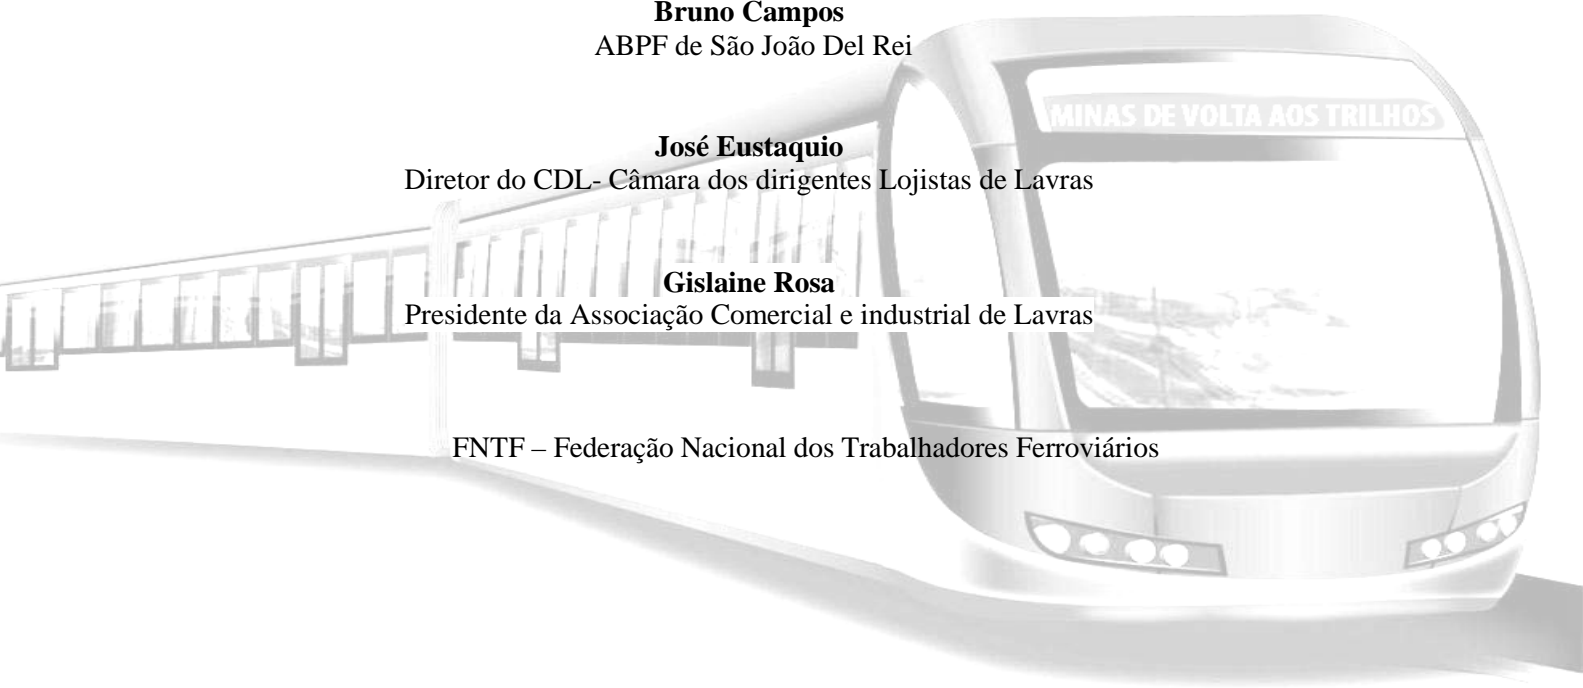 Bruno Campos
ABPF de São João Del Rei
MINAS DE VOLTA AOS TRILHOS
José Eustaquio
Diretor do CDL- Câmara dos dirigentes Lojistas de Lavras
Gislaine Rosa
Presidente da Associação Comercial e industrial de Lavras
FNTF – Federação Nacional dos Trabalhadores Ferroviários